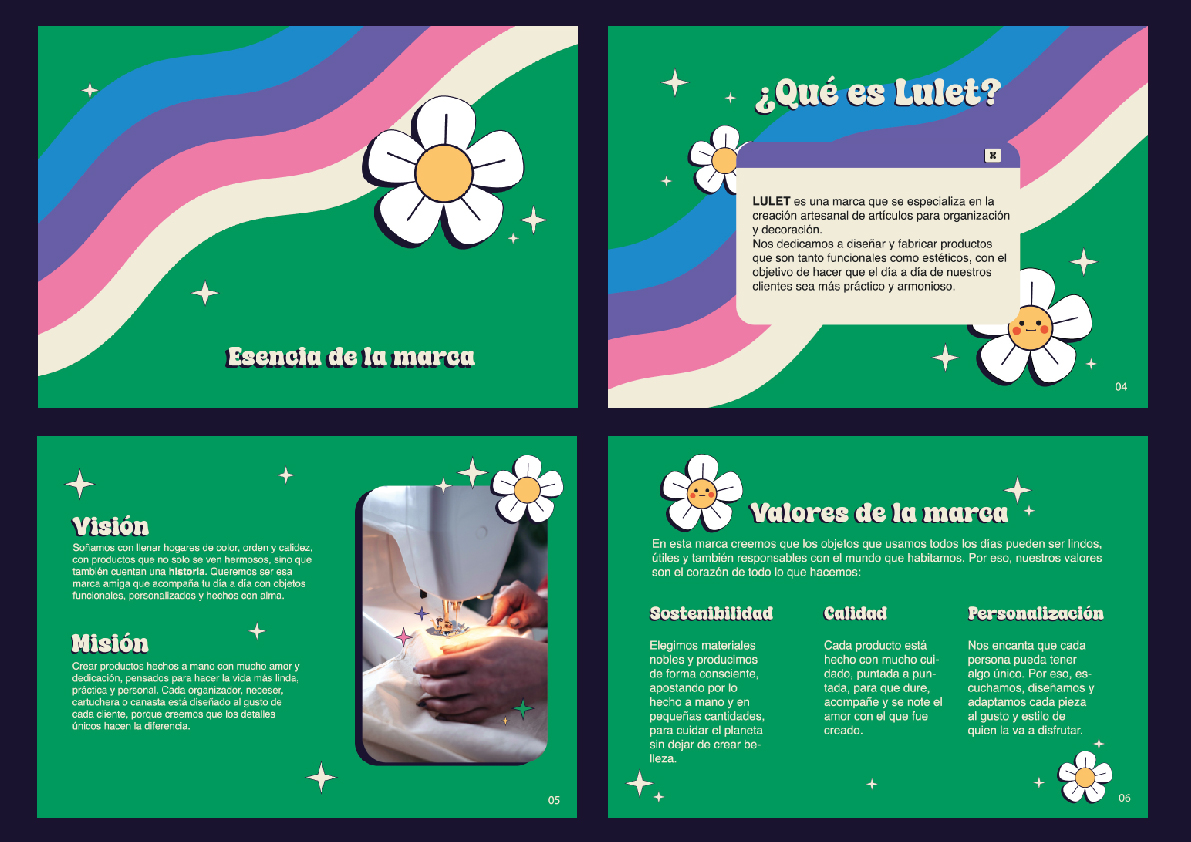 Esencia de la marca
¿Qué es Lulet?
x
LULET es una marca que se especializa en la
creación artesanal de artículos para organización
y decoración.
Nos dedicamos a diseñar y fabricar productos
que son tanto funcionales como estéticos, con el
objetivo de hacer que el día a día de nuestros
clientes sea más práctico y armonioso.
04
Visión
Soñamos con llenar hogares de color, orden y calidez,
con productos que no solo se ven hermosos, sino que
también cuentan una historia. Queremos ser esa
marca amiga que acompaña tu día a día con objetos
funcionales, personalizados y hechos con alma.
Misión
Crear productos hechos a mano con mucho amor y
dedicación, pensados para hacer la vida más linda,
práctica y personal. Cada organizador, neceser,
cartuchera o canasta está diseñado al gusto de
cada cliente, porque creemos que los detalles
únicos hacen la diferencia.
05
Valores de la marca
En esta marca creemos que los objetos que usamos todos los días pueden ser lindos,
útiles y también responsables con el mundo que habitamos. Por eso, nuestros valores
son el corazón de todo lo que hacemos:
Sostenibilidad
Elegimos materiales
nobles y producimos
de forma consciente,
apostando por lo
hecho a mano y en
pequeñas cantidades,
para cuidar el planeta
sin dejar de crear be-
lleza.
Calidad
Cada producto está
hecho con mucho cui-
dado, puntada a pun-
tada, para que dure,
acompañe y se note el
amor con el que fue
creado.
Personalización
Nos encanta que cada
persona pueda tener
algo único. Por eso, es-
cuchamos, diseñamos y
adaptamos cada pieza
al gusto y estilo de
quien la va a disfrutar.
06